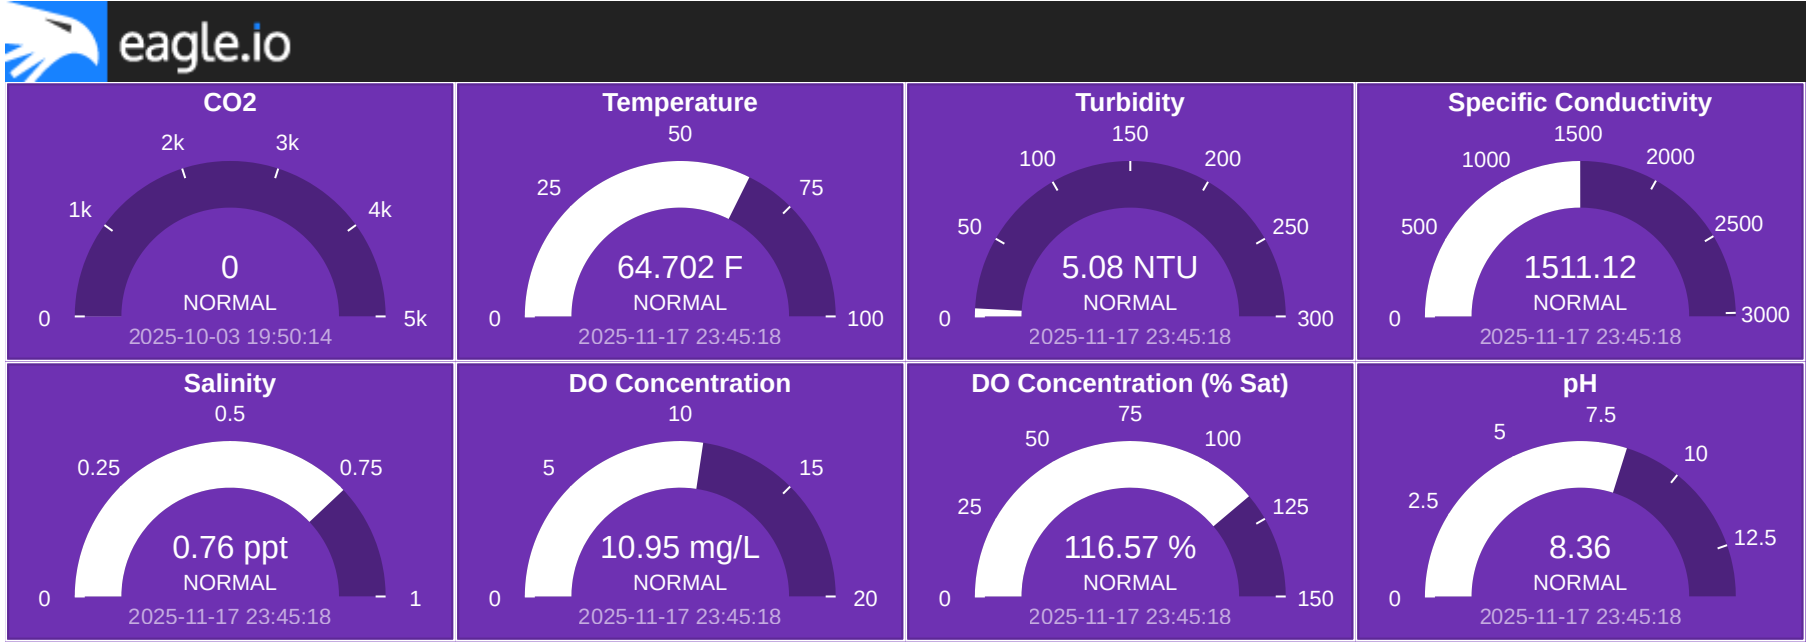 eagle.io
CO2
0
1k
2k
3k
4k
5k
0
NORMAL
2025-10-03 19:50:14
Temperature
0
25
50
75
100
64.702 F
NORMAL
2025-11-17 23:45:18
Turbidity
0
50
100
150
200
250
300
5.08 NTU
NORMAL
2025-11-17 23:45:18
Specific Conductivity
0
500
1000
1500
2000
2500
3000
1511.12
NORMAL
2025-11-17 23:45:18
Salinity
0
0.25
0.5
0.75
1
0.76 ppt
NORMAL
2025-11-17 23:45:18
DO Concentration
0
5
10
15
20
10.95 mg/L
NORMAL
2025-11-17 23:45:18
DO Concentration (% Sat)
0
25
50
75
100
125
150
116.57 %
NORMAL
2025-11-17 23:45:18
pH
0
2.5
5
7.5
10
12.5
8.36
NORMAL
2025-11-17 23:45:18